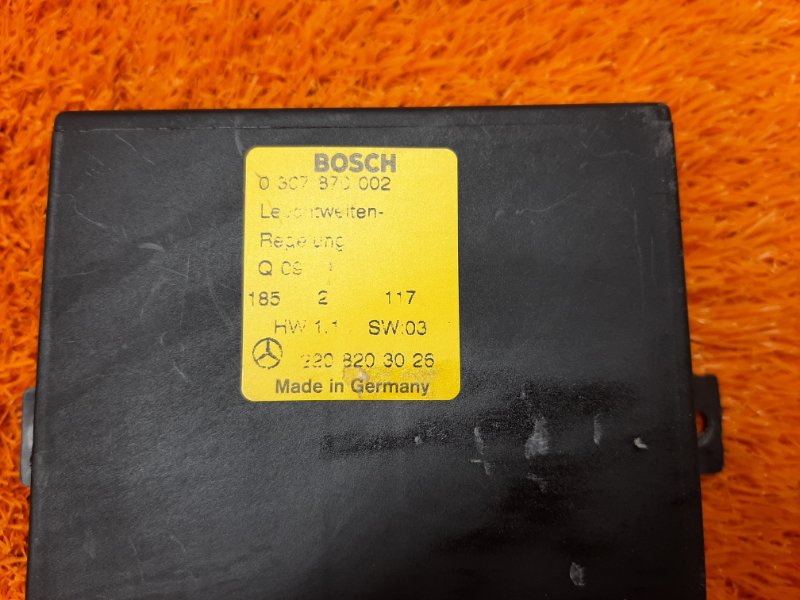 BOSCH
0 307 870 002
Leuchtweiten-
Regelung
Q 09
185 2 117
HW 1.1 SW:03
220 820 30 26
Made in Germany